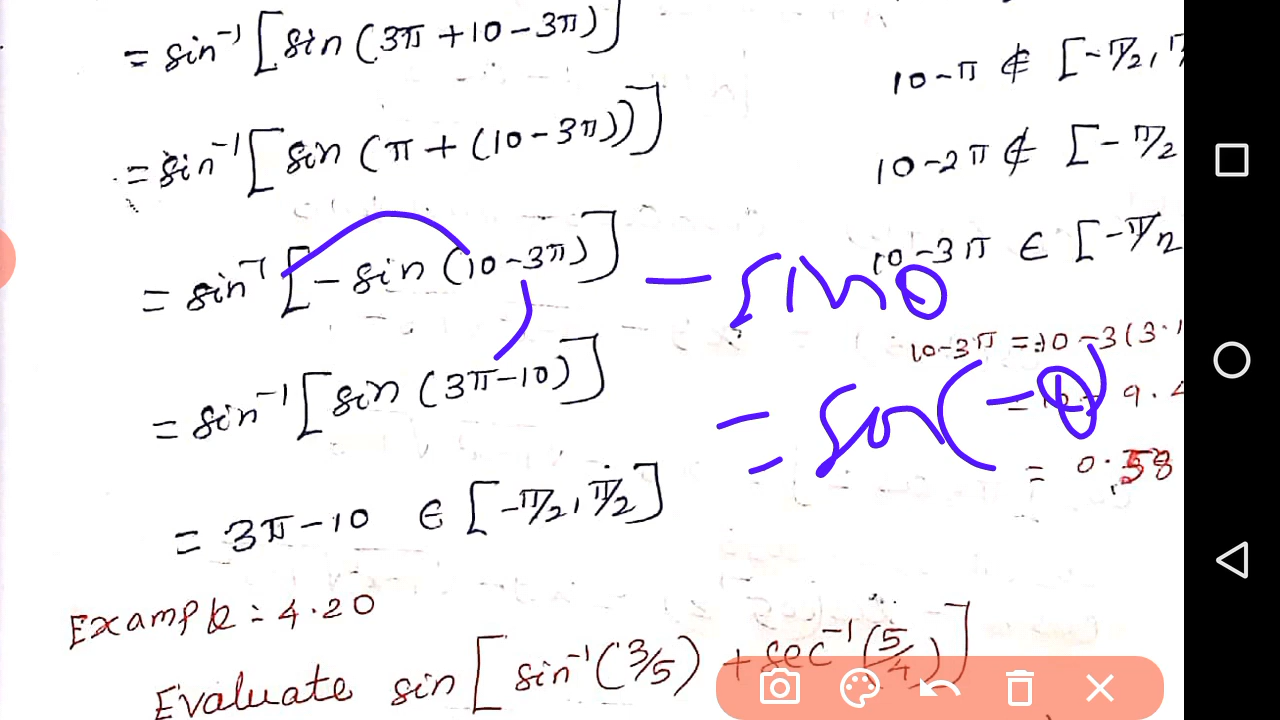 = sin⁻¹ [sin (3π + 10 - 3π)]
10 - π ∉ [-π/2, π
= sin⁻¹ [sin (π + (10 - 3π))]
10 - 2π ∉ [-π/2
= sin⁻¹ [- sin (10 - 3π)]
10 - 3π ∈ [-π/2
- sin θ
10 - 3π = 10 - 3(3.1
= sin⁻¹ [sin (3π - 10)]
= sin(-θ)
= 10 - 9.4
= 0.58
= 3π - 10 ∈ [-π/2, π/2]
Example: 4.20
Evaluate sin [sin⁻¹ (3/5) + sec⁻¹ (5/4)]